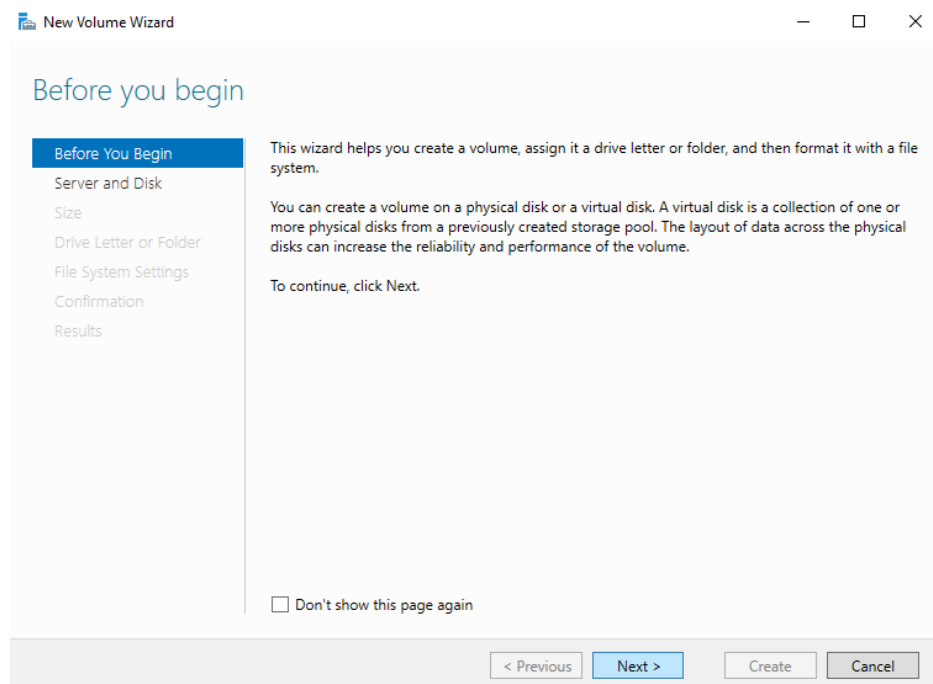 New Volume Wizard
Before you begin
Before You Begin
Server and Disk
Size
Drive Letter or Folder
File System Settings
Confirmation
Results
This wizard helps you create a volume, assign it a drive letter or folder, and then format it with a file
system.
You can create a volume on a physical disk or a virtual disk. A virtual disk is a collection of one or
more physical disks from a previously created storage pool. The layout of data across the physical
disks can increase the reliability and performance of the volume.
To continue, click Next.
Don't show this page again
< Previous
Next >
Create
Cancel